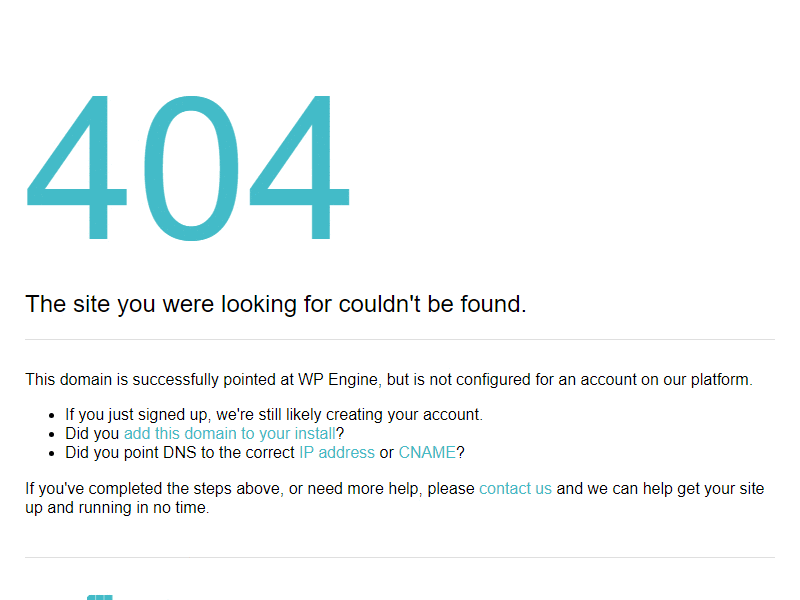 404
The site you were looking for couldn't be found.
This domain is successfully pointed at WP Engine, but is not configured for an account on our platform.
If you just signed up, we're still likely creating your account.
Did you add this domain to your install?
Did you point DNS to the correct IP address or CNAME?
If you've completed the steps above, or need more help, please contact us and we can help get your site
up and running in no time.